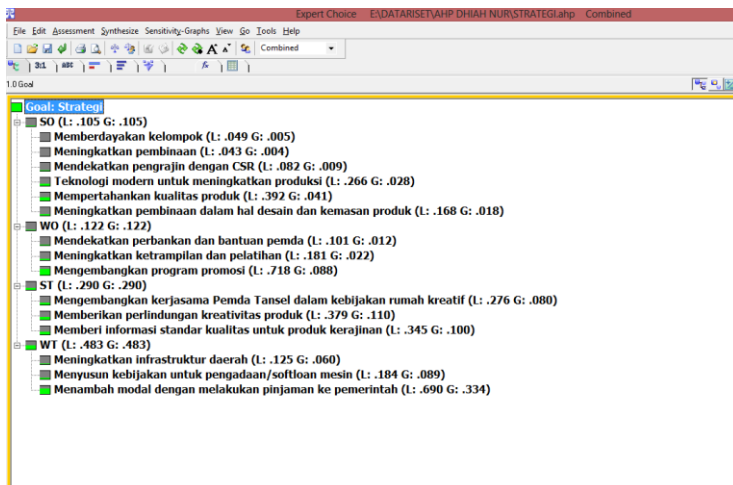 Expert Choice E:\DATARISET\AHP DHIAH NUR\STRATEGI.ahp Combined
File Edit Assessment Synthesize Sensitivity-Graphs View Go Tools Help
A A Combined
3:1 ABC
1.0 Goal
Goal: Strategi
SO (L: .105 G: .105)
Memberdayakan kelompok (L: .049 G: .005)
Meningkatkan pembinaan (L: .043 G: .004)
Mendekatkan pengrajin dengan CSR (L: .082 G: .009)
Teknologi modern untuk meningkatkan produksi (L: .266 G: .028)
Mempertahankan kualitas produk (L: .392 G: .041)
Meningkatkan pembinaan dalam hal desain dan kemasan produk (L: .168 G: .018)
WO (L: .122 G: .122)
Mendekatkan perbankan dan bantuan pemda (L: .101 G: .012)
Meningkatkan ketrampilan dan pelatihan (L: .181 G: .022)
Mengembangkan program promosi (L: .718 G: .088)
ST (L: .290 G: .290)
Mengembangkan kerjasama Pemda Tansel dalam kebijakan rumah kreatif (L: .276 G: .080)
Memberikan perlindungan kreativitas produk (L: .379 G: .110)
Memberi informasi standar kualitas untuk produk kerajinan (L: .345 G: .100)
WT (L: .483 G: .483)
Meningkatkan infrastruktur daerah (L: .125 G: .060)
Menyusun kebijakan untuk pengadaan/softloan mesin (L: .184 G: .089)
Menambah modal dengan melakukan pinjaman ke pemerintah (L: .690 G: .334)